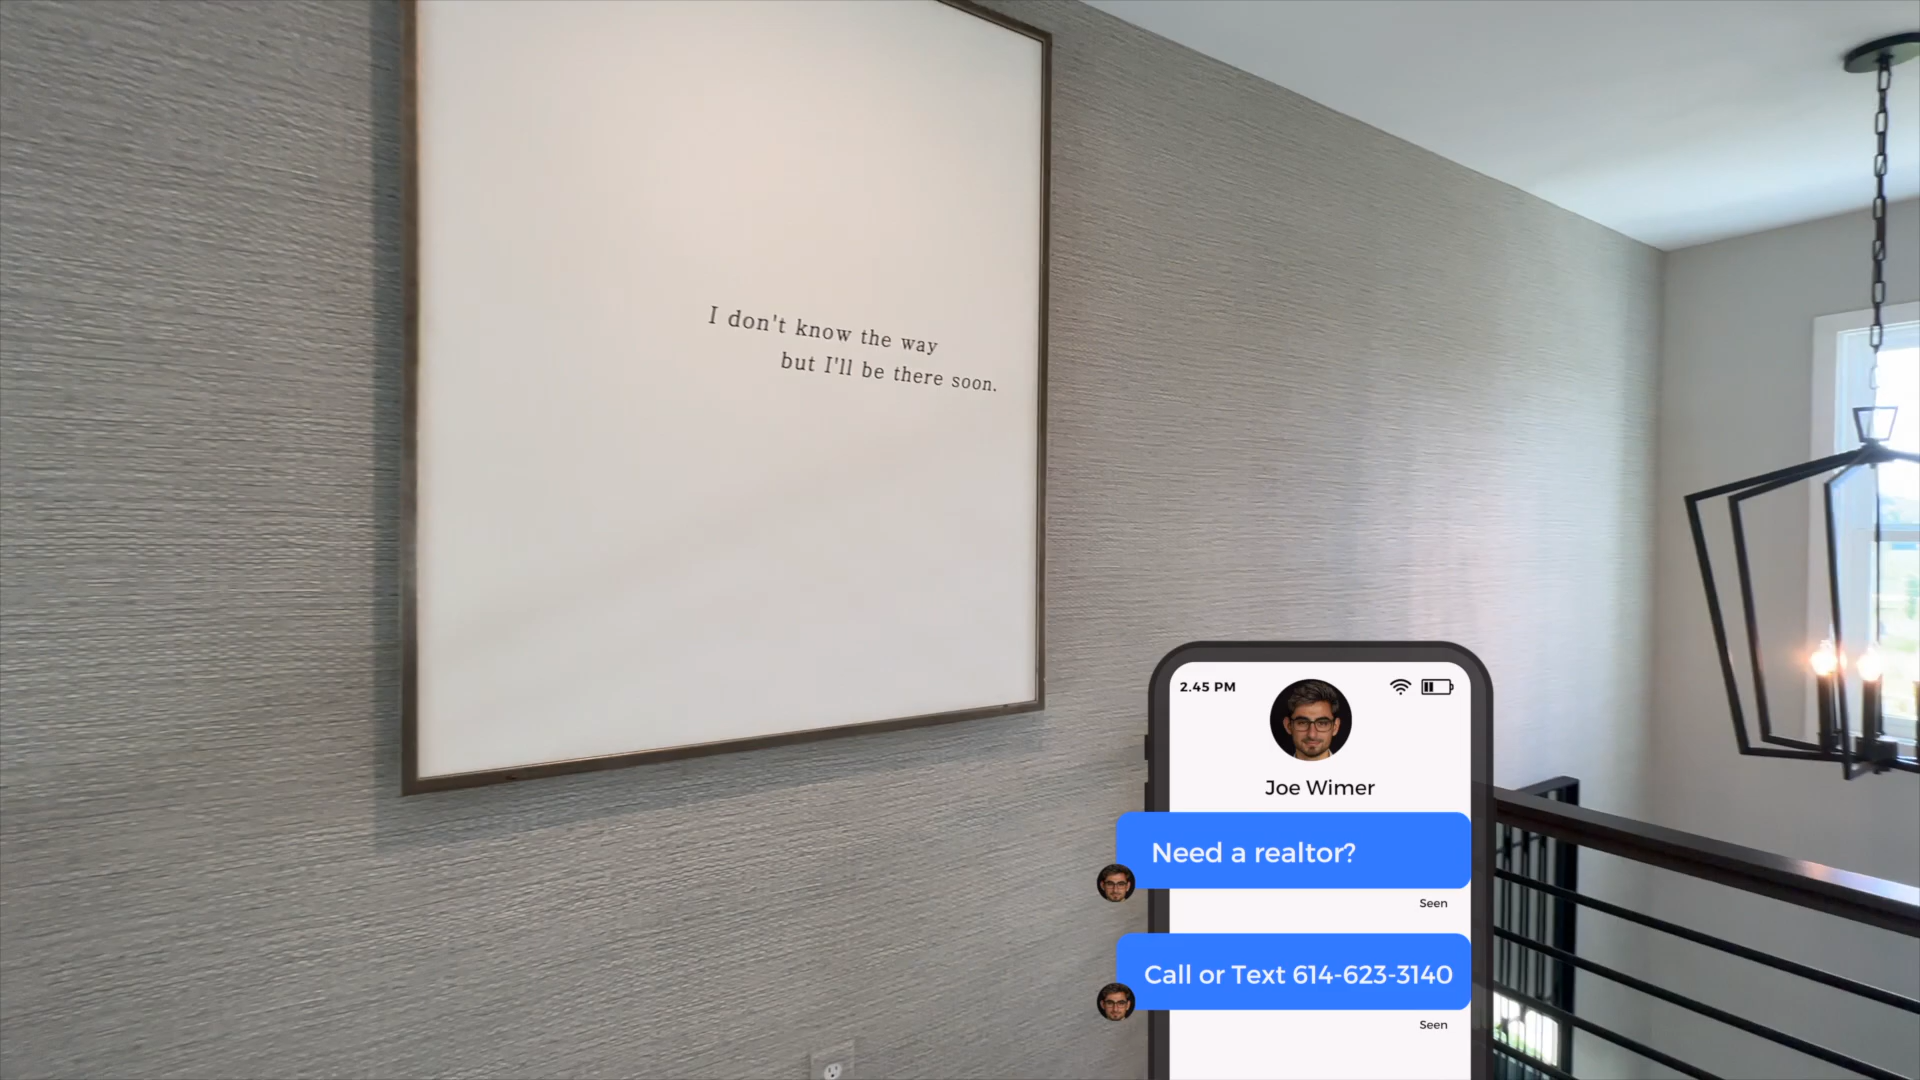 I don't know the way
but I'll be there soon.
2.45 PM
Joe Wimer
Need a realtor?
Seen
Call or Text 614-623-3140
Seen